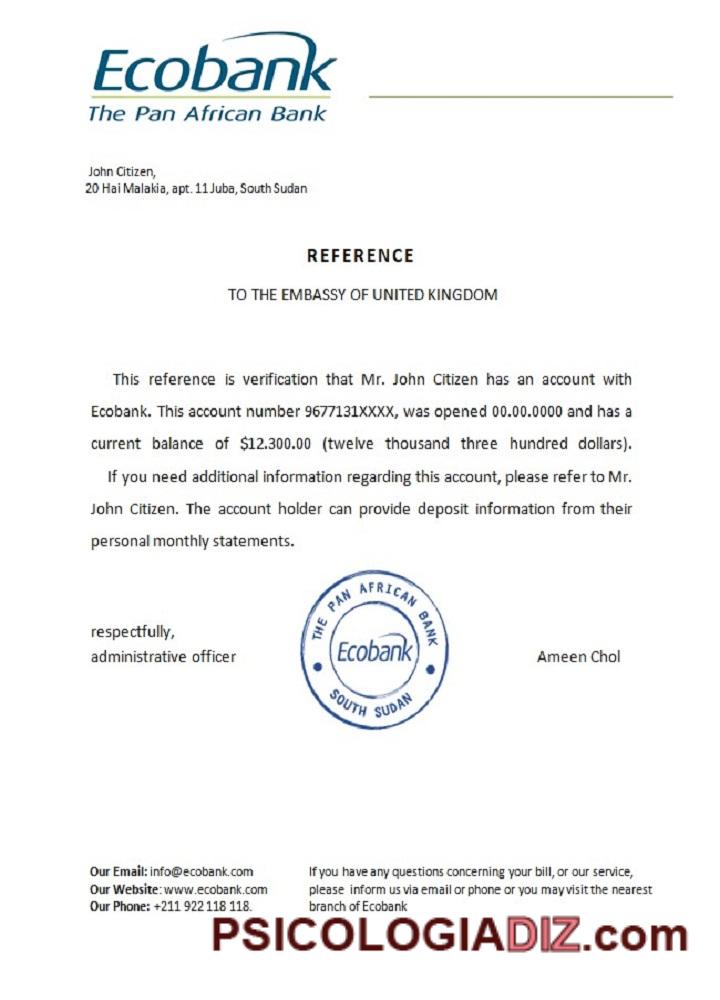 Ecobank
The Pan African Bank
John Citizen,
20 Hai Malakia, apt. 11 Juba, South Sudan
REFERENCE
TO THE EMBASSY OF UNITED KINGDOM
This reference is verification that Mr. John Citizen has an account with
Ecobank. This account number 9677131XXXX, was opened 00.00.0000 and has a
current balance of $12.300.00 (twelve thousand three hundred dollars).
If you need additional information regarding this account, please refer to Mr.
John Citizen. The account holder can provide deposit information from their
personal monthly statements.
respectfully,
administrative officer
THE PAN AFRICAN BANK
Ecobank
SOUTH SUDAN
Ameen Chol
Our Email: info@ecobank.com
Our Website: www.ecobank.com
Our Phone: +211 922 118 118.
If you have any questions concerning your bill, or our service,
please inform us via email or phone or you may visit the nearest
branch of Ecobank
PSICOLOGIADIZ.com